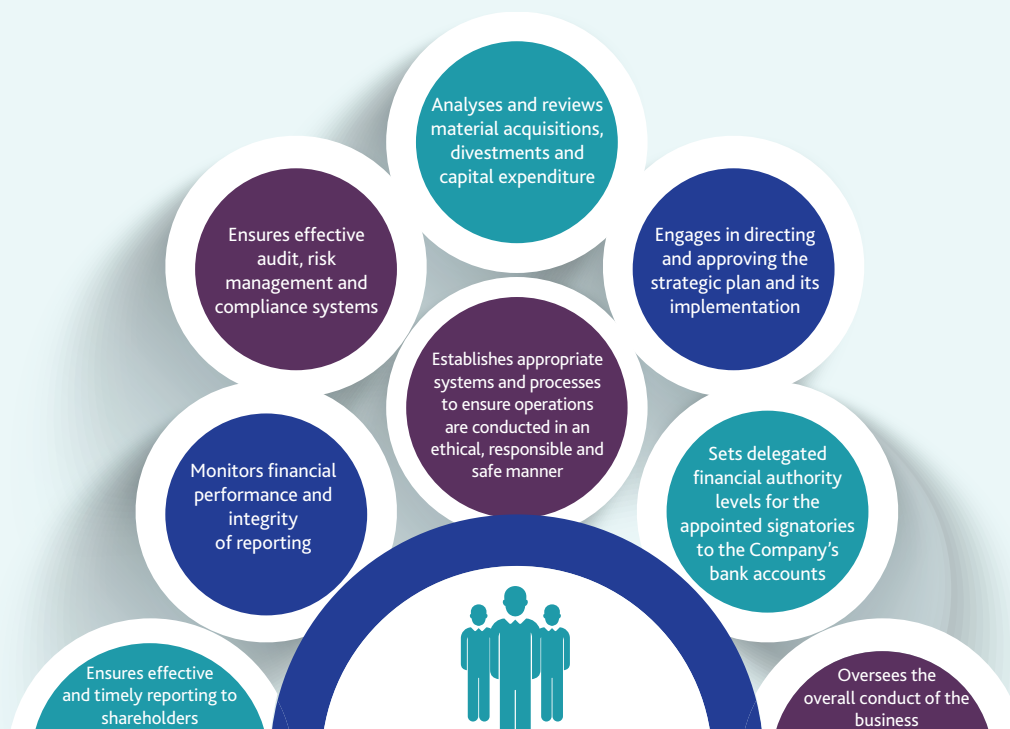 Analyses and reviews
material acquisitions,
divestments and
capital expenditure
Ensures effective
audit, risk
management and
compliance systems
Engages in directing
and approving the
strategic plan and its
implementation
Establishes appropriate
systems and processes
to ensure operations
are conducted in an
ethical, responsible and
safe manner
Monitors financial
performance and
integrity
of reporting
Sets delegated
financial authority
levels for the
appointed signatories
to the Company's
bank accounts
Ensures effective
and timely reporting to
shareholders
Oversees the
overall conduct of the
business